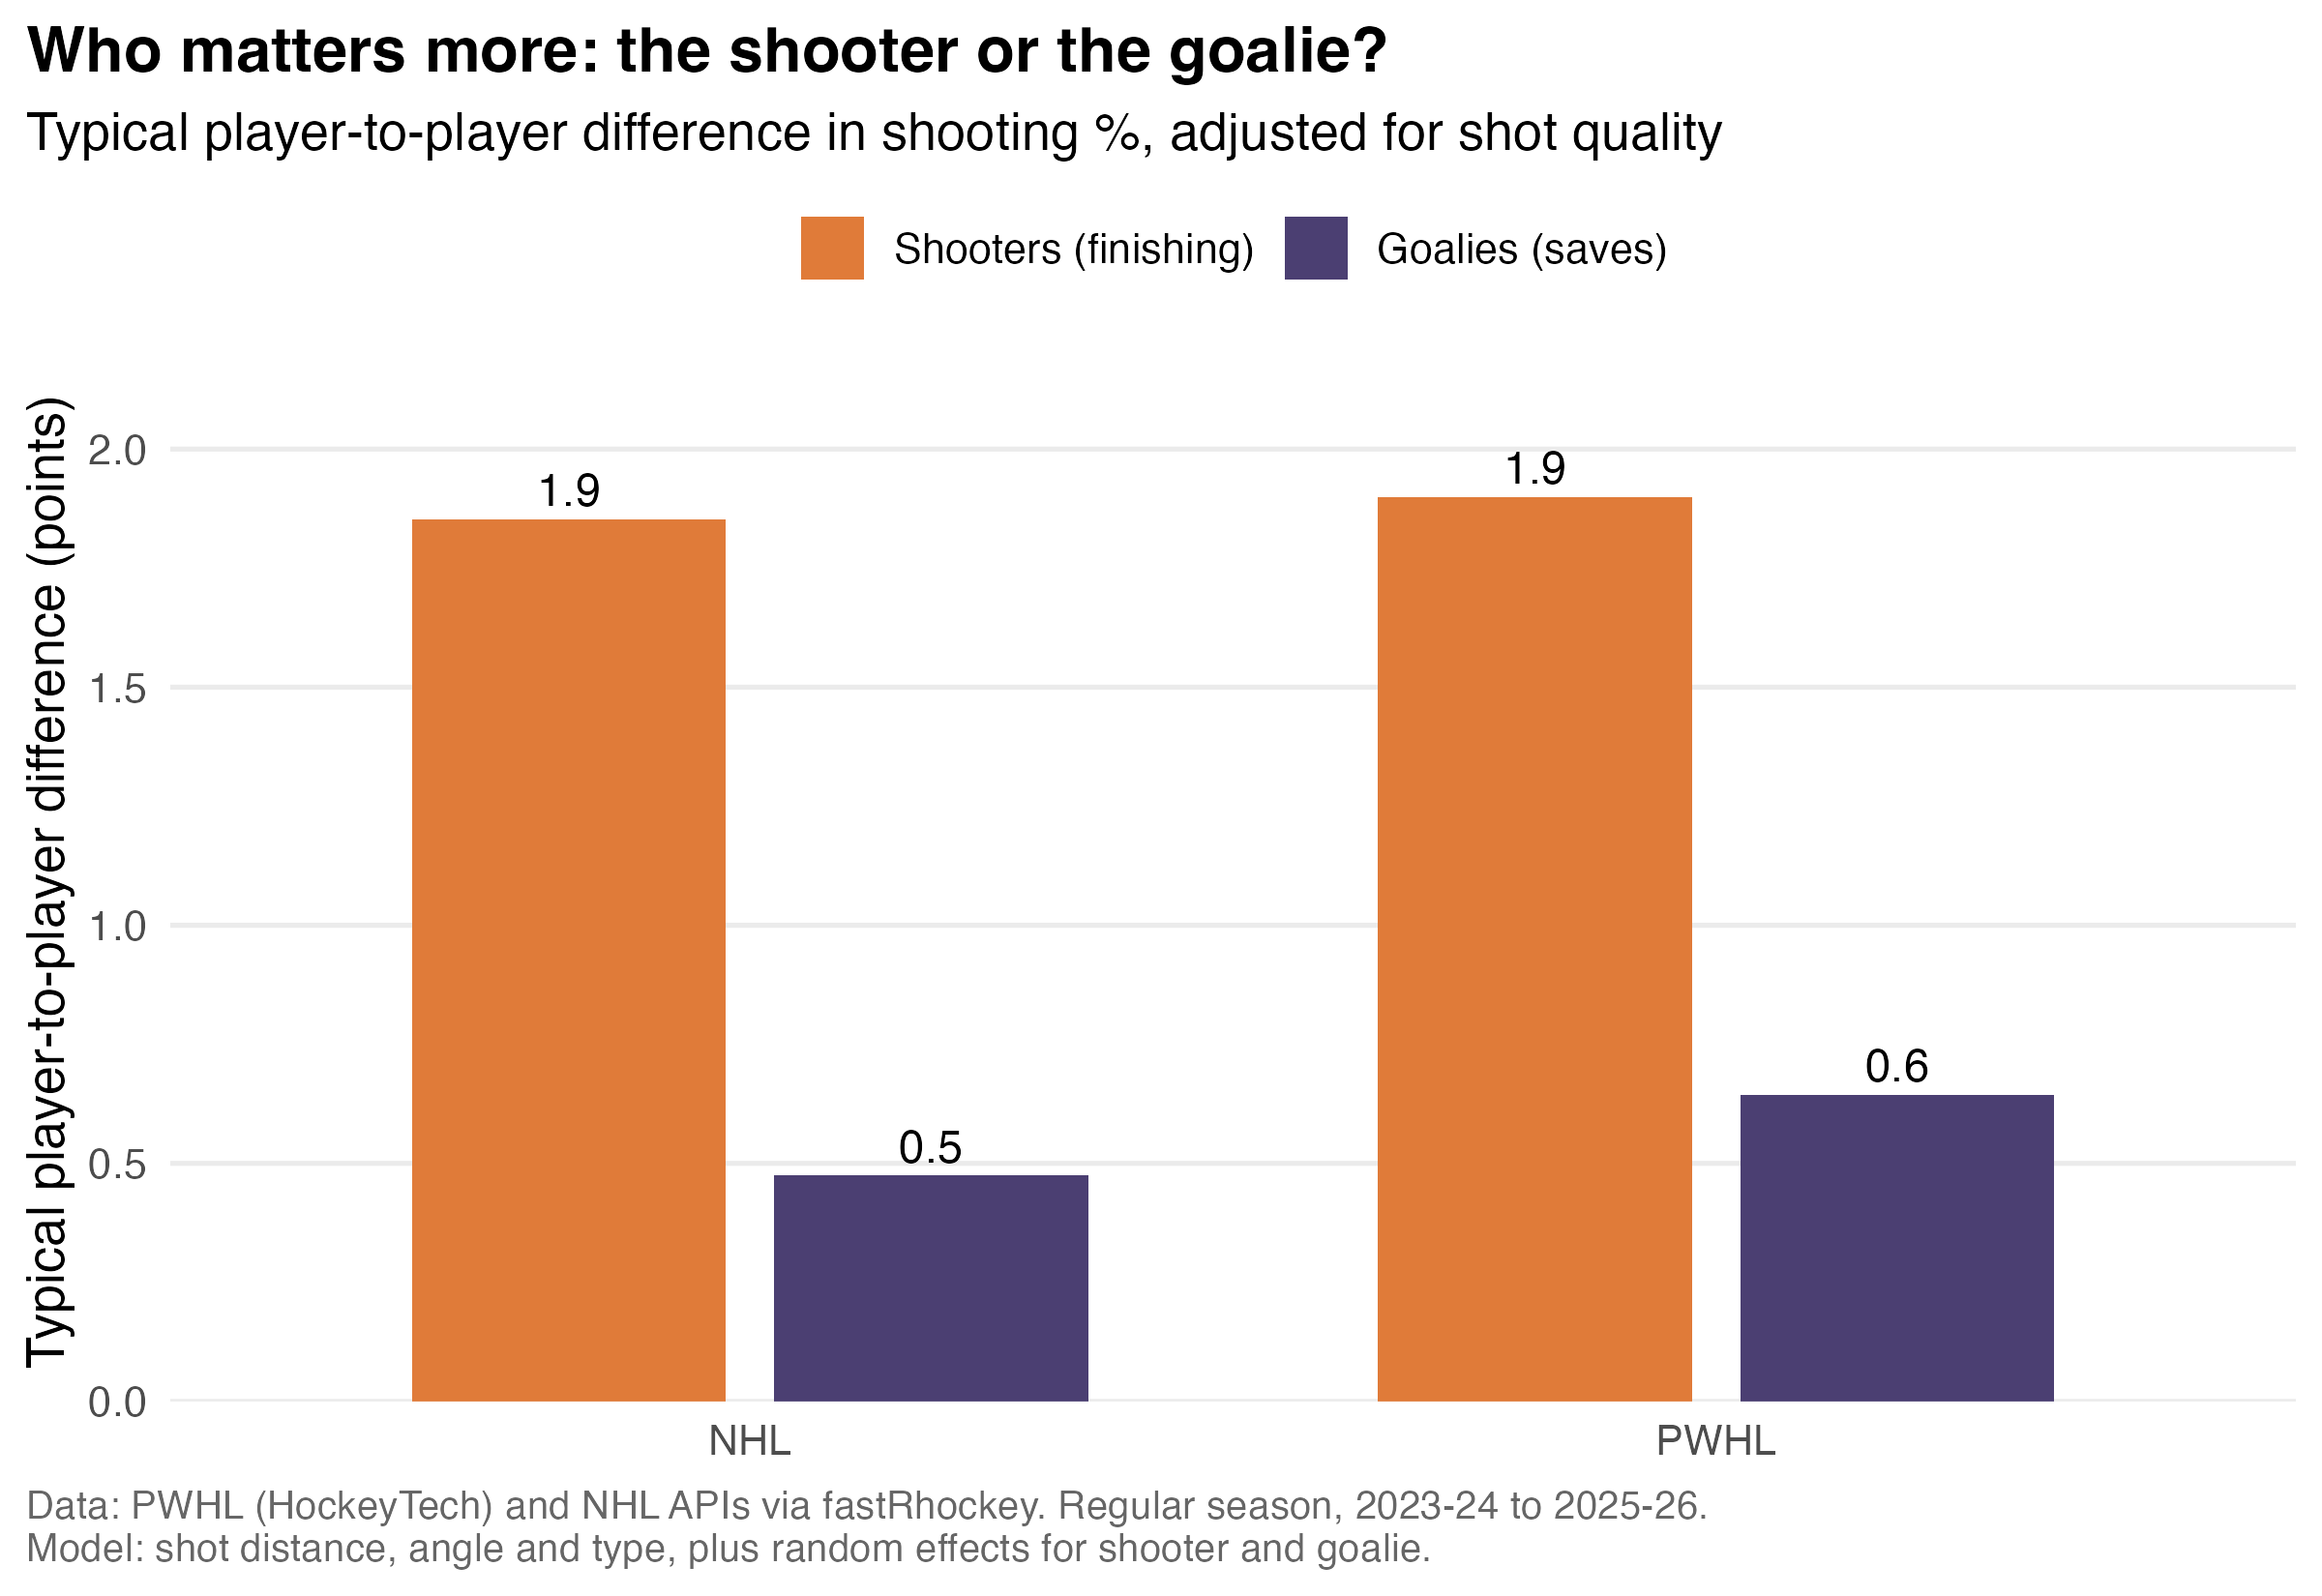 Who matters more: the shooter or the goalie?
Typical player-to-player difference in shooting %, adjusted for shot quality
Shooters (finishing) Goalies (saves)
Typical player-to-player difference (points)
2.0
1.5
1.0
0.5
0.0
1.9
0.5
1.9
0.6
NHL PWHL
Data: PWHL (HockeyTech) and NHL APIs via fastRhockey. Regular season, 2023-24 to 2025-26.
Model: shot distance, angle and type, plus random effects for shooter and goalie.